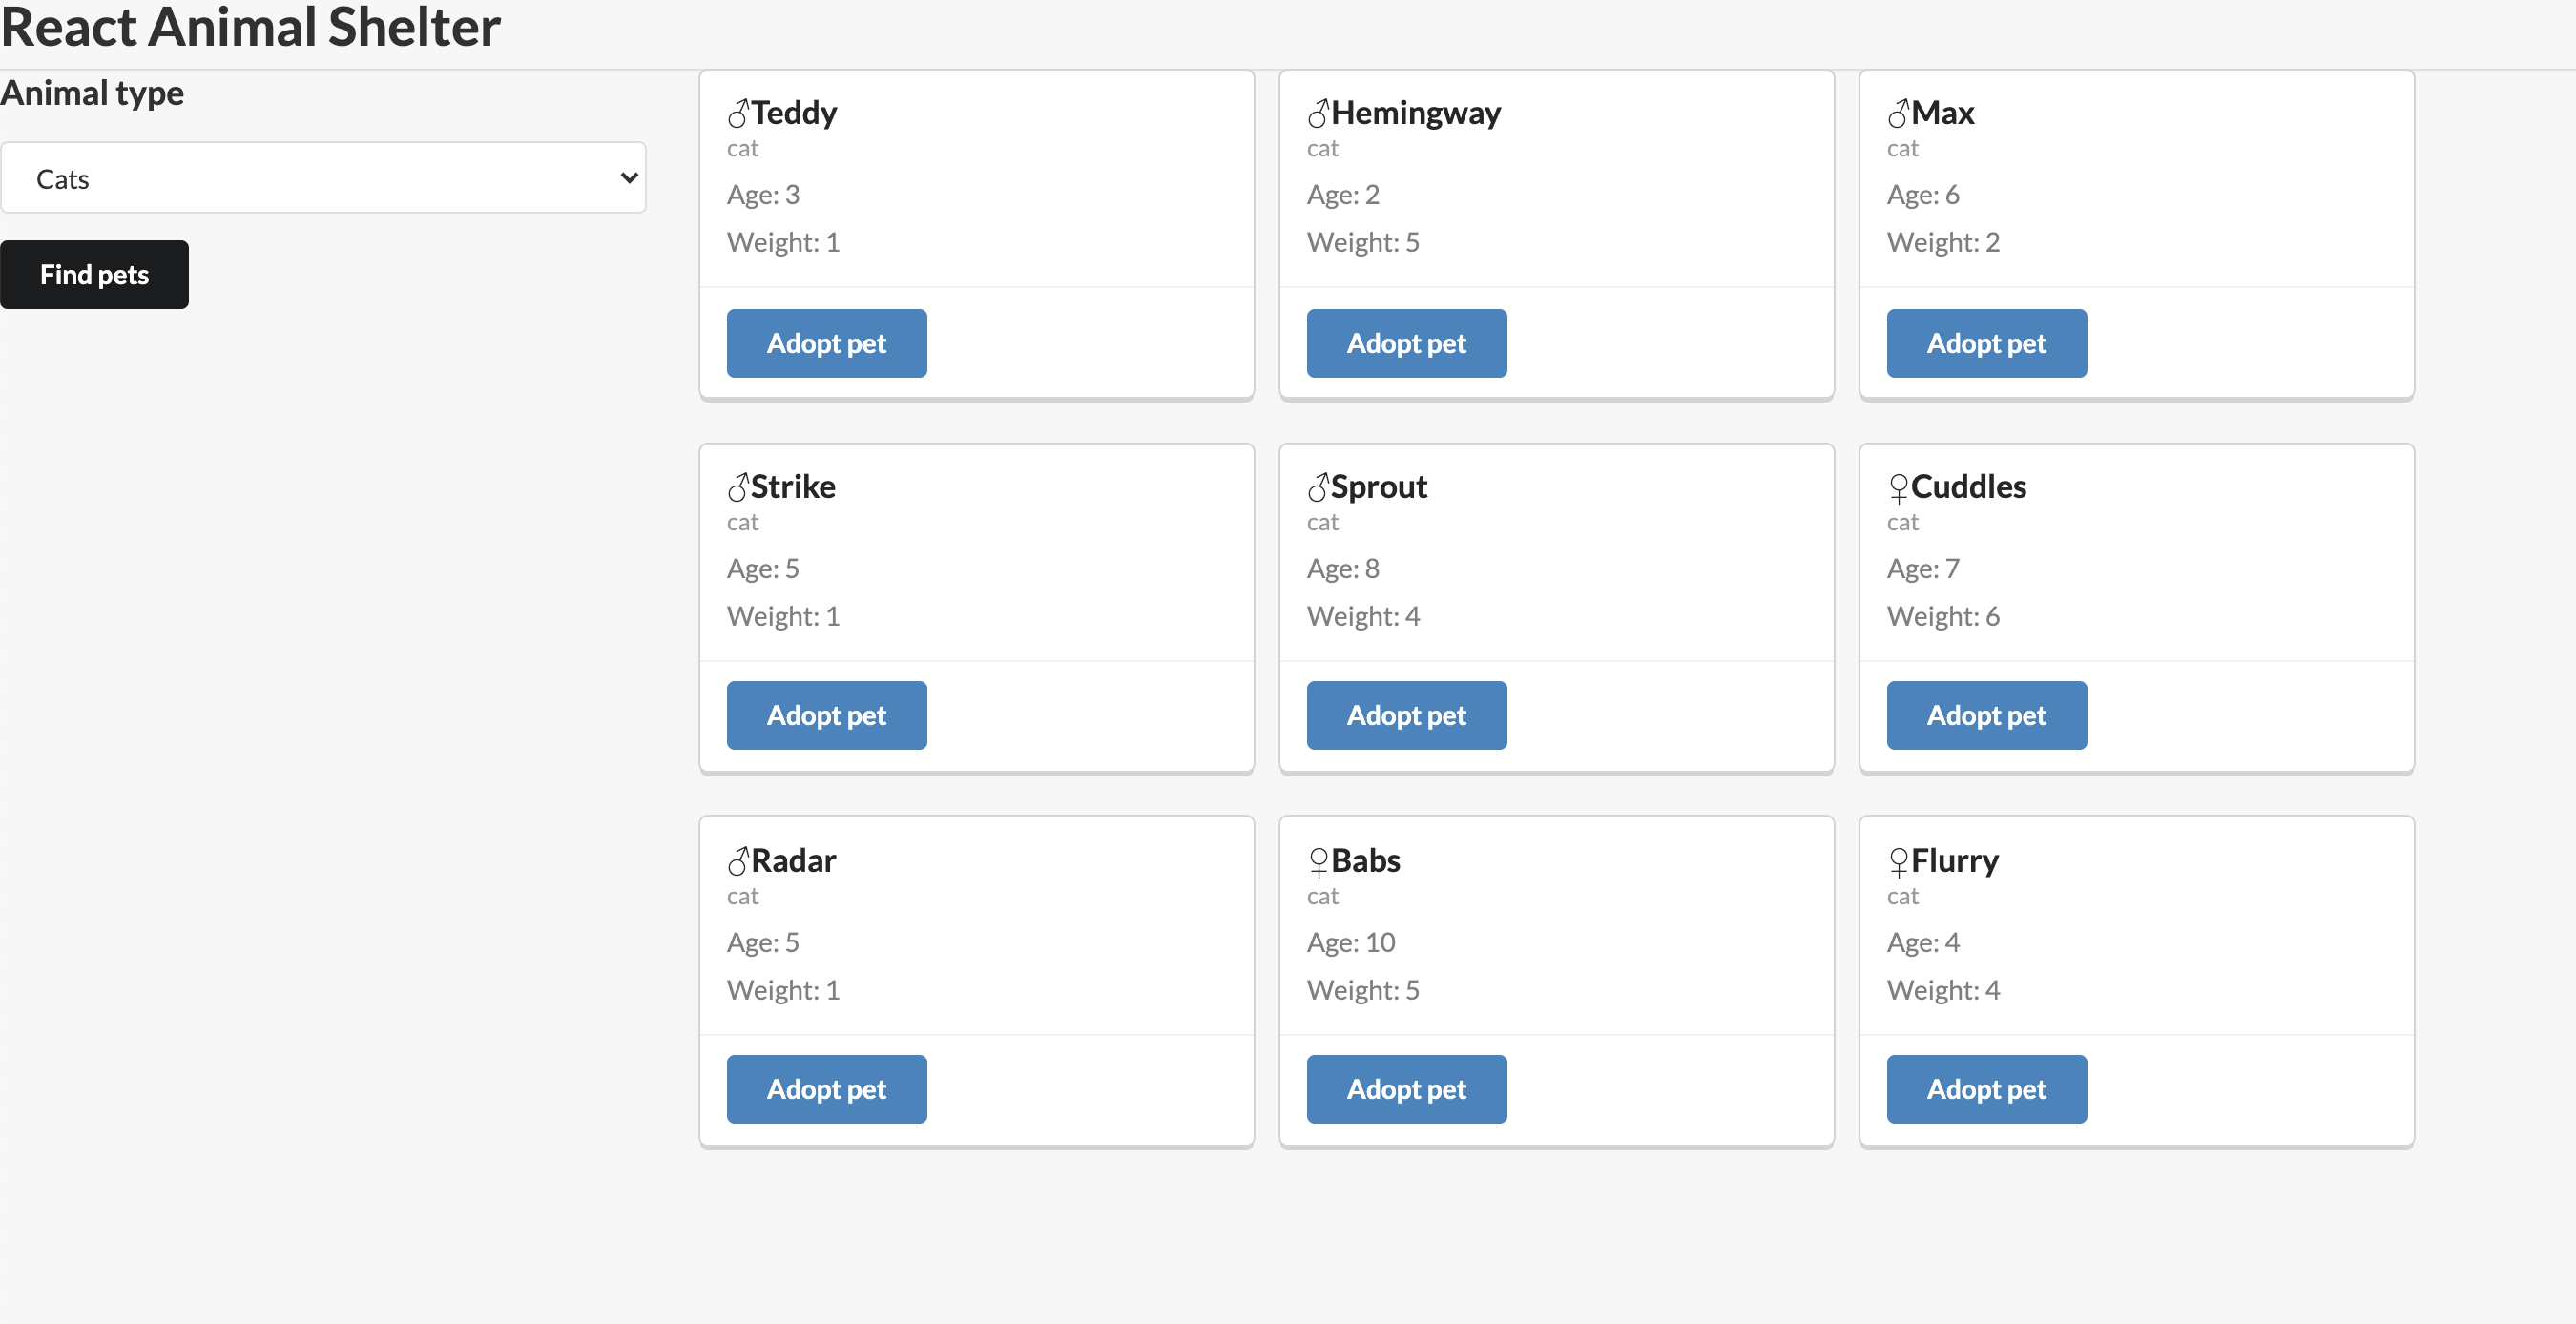 React Animal Shelter
Animal type
Cats
Find pets
♂Teddy
cat
Age: 3
Weight: 1
Adopt pet
♂Hemingway
cat
Age: 2
Weight: 5
Adopt pet
♂Max
cat
Age: 6
Weight: 2
Adopt pet
♂Strike
cat
Age: 5
Weight: 1
Adopt pet
♂Sprout
cat
Age: 8
Weight: 4
Adopt pet
♀Cuddles
cat
Age: 7
Weight: 6
Adopt pet
♂Radar
cat
Age: 5
Weight: 1
Adopt pet
♀Babs
cat
Age: 10
Weight: 5
Adopt pet
♀Flurry
cat
Age: 4
Weight: 4
Adopt pet